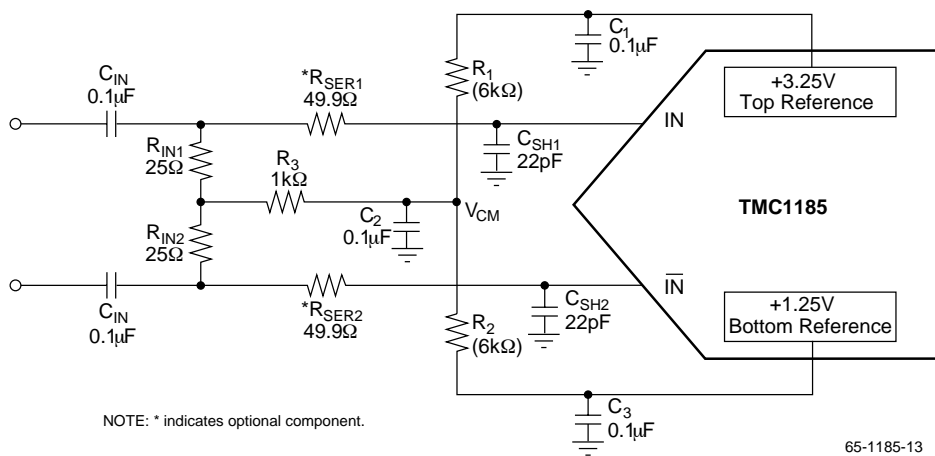 C1
0.1µF
R1
(6kΩ)
+3.25V
Top Reference
CIN
0.1µF
*RSER1
49.9Ω
IN
CSH1
22pF
RIN1
25Ω
R3
1kΩ
C2
0.1µF
VCM
TMC1185
RIN2
25Ω
CIN
0.1µF
*RSER2
49.9Ω
IN
CSH2
22pF
R2
(6kΩ)
+1.25V
Bottom Reference
C3
0.1µF
NOTE: * indicates optional component.
65-1185-13